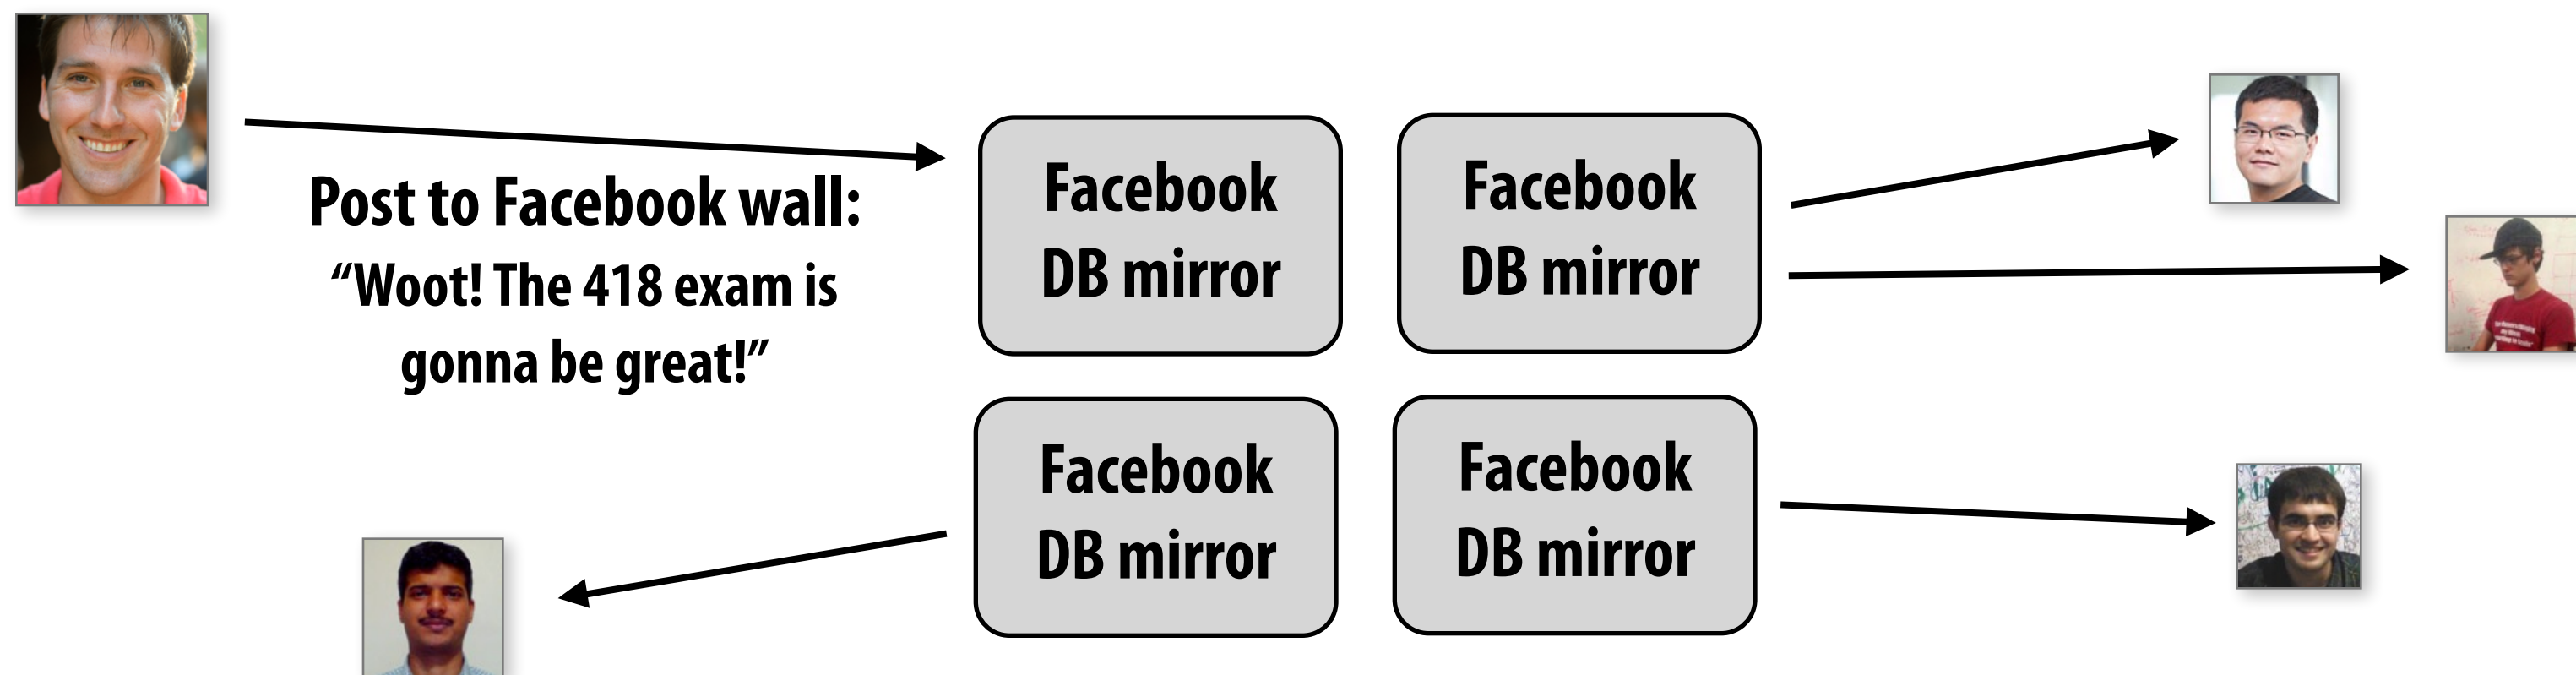 Post to Facebook wall:
“Woot! The 418 exam is
gonna be great!”
Facebook
DB mirror
Facebook
DB mirror
Facebook
DB mirror
Facebook
DB mirror